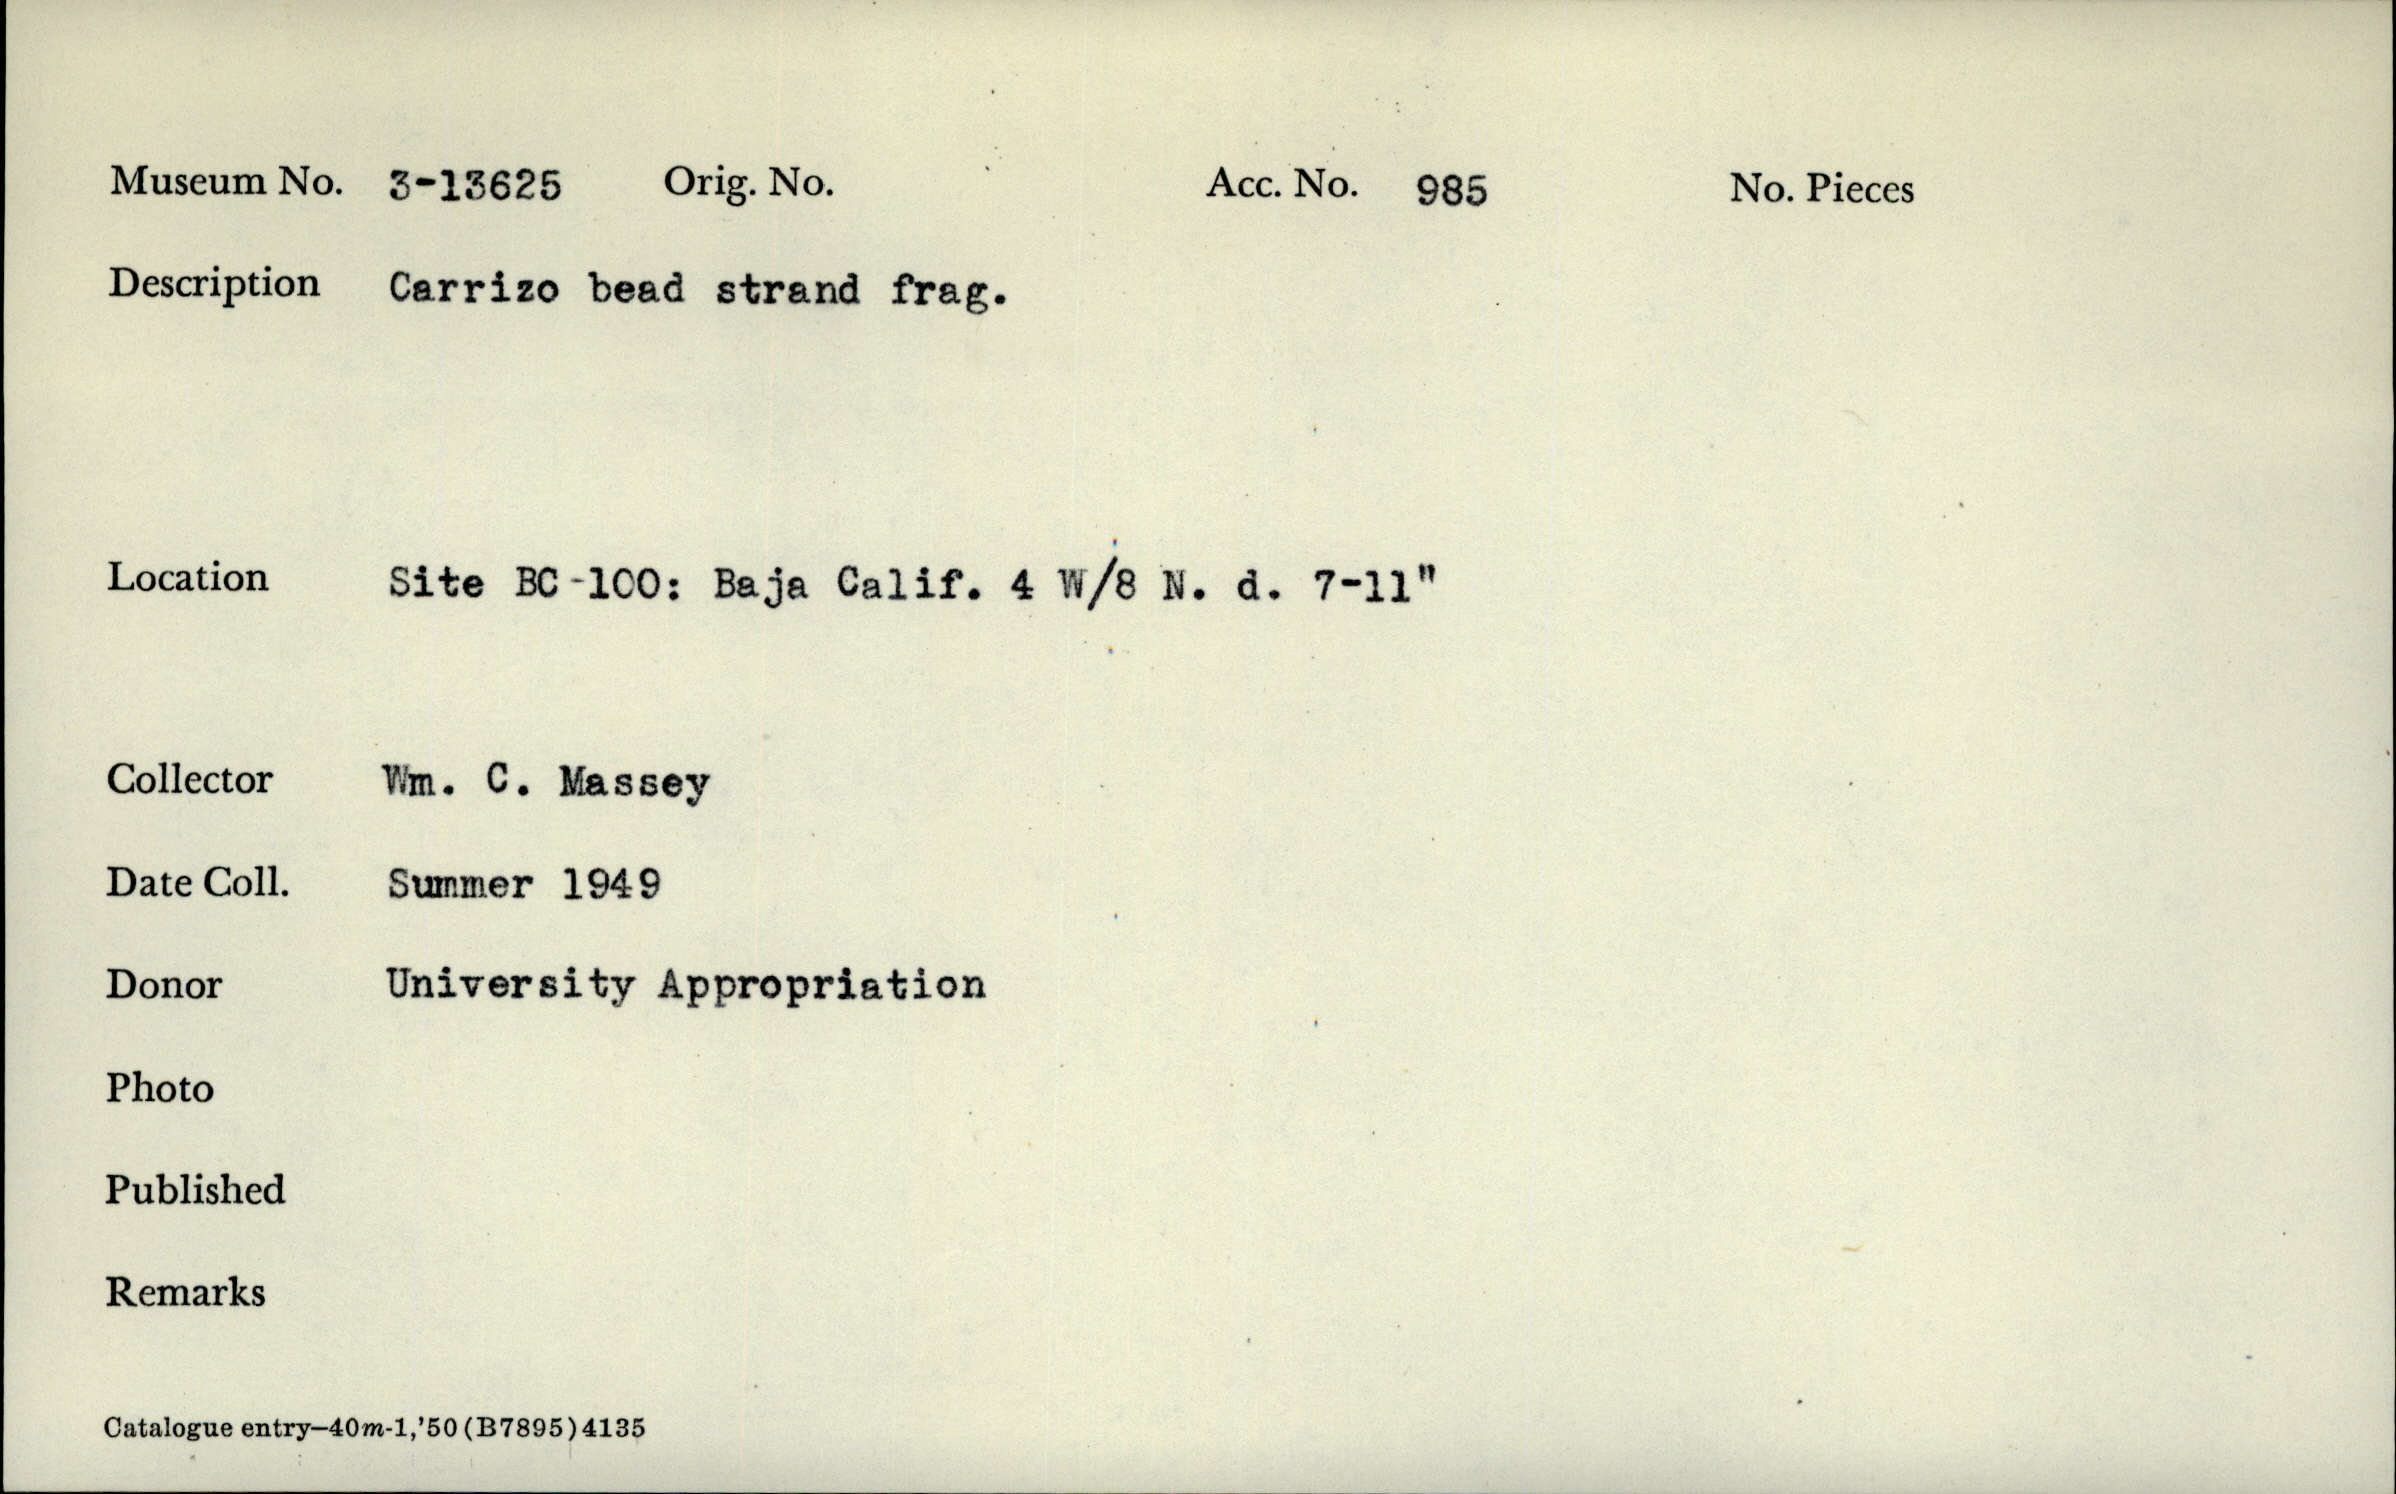 Museum No. 3-13625 Orig. No. Acc. No. 985 No. Pieces
Description Carrizo bead strand frag.
Location Site BC-100: Baja Calif. 4 W/8 N. d. 7-11"
Collector Wm. C. Massey
Date Coll. Summer 1949
Donor University Appropriation
Photo
Published
Remarks
Catalogue entry—40m-1,'50(B7895)4135